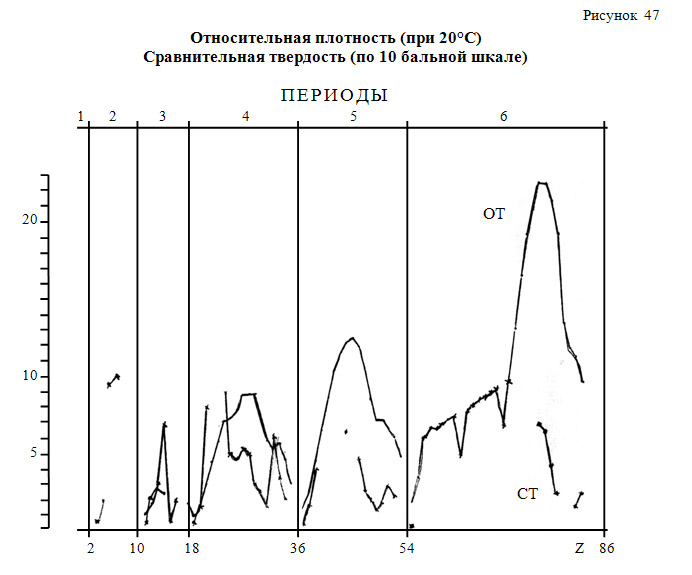 Рисунок 47
Относительная плотность (при 20°C)
Сравнительная твердость (по 10 бальной шкале)
ПЕРИОДЫ
1 2 3 4 5 6
20
10
5
ОТ
СТ
2 10 18 36 54 Z 86